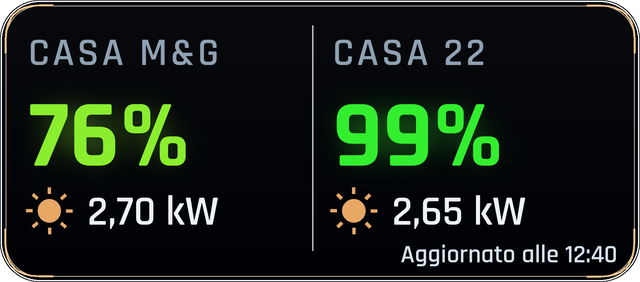 CASA M&G
76%
2,70 kW
CASA 22
99%
2,65 kW
Aggiornato alle 12:40